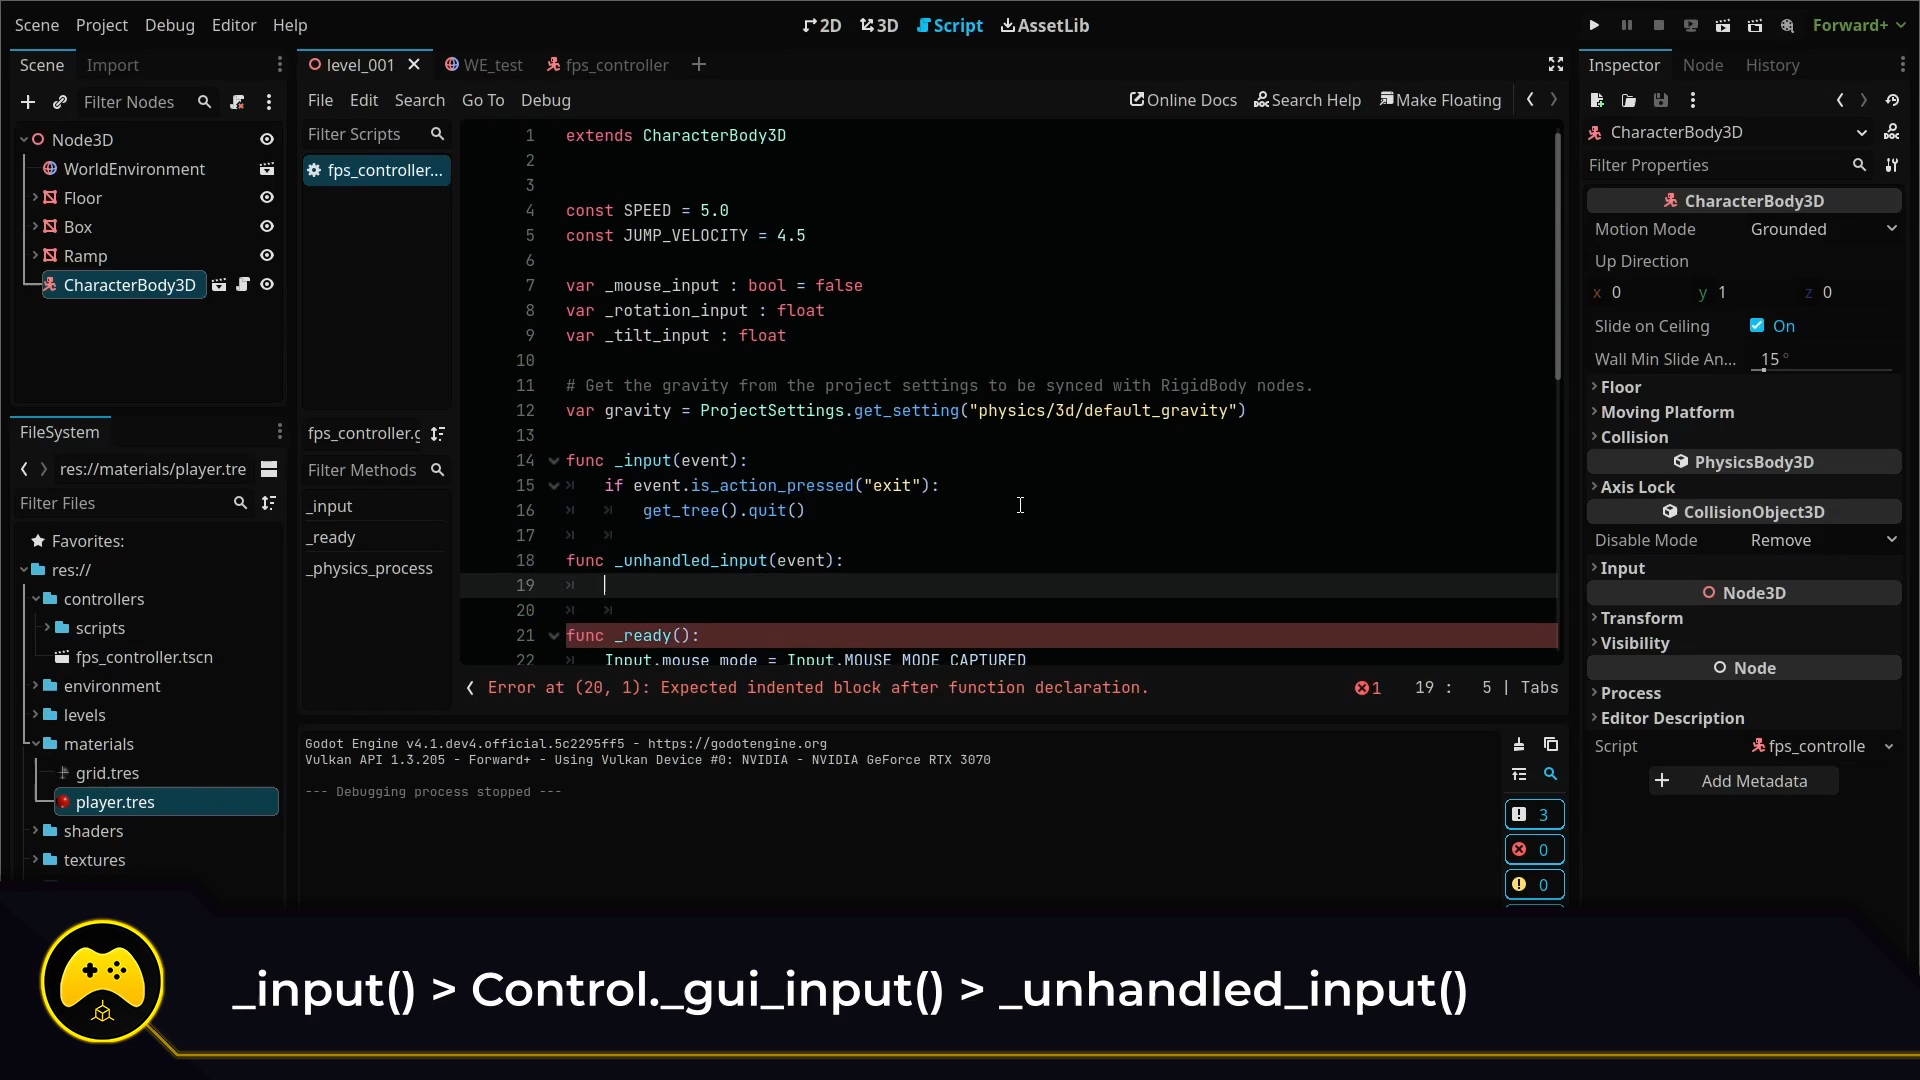 Scene Project Debug Editor Help
2D 3D Script AssetLib
Forward+
Scene Import
Filter Nodes
Node3D
WorldEnvironment
Floor
Box
Ramp
CharacterBody3D
FileSystem
res://materials/player.tre
Filter Files
Favorites:
res://
controllers
scripts
fps_controller.tscn
environment
levels
materials
grid.tres
player.tres
shaders
textures
level_001 WE_test fps_controller
File Edit Search Go To Debug
Online Docs Search Help Make Floating
Filter Scripts
fps_controller...
fps_controller.g
Filter Methods
_input
_ready
_physics_process
1 extends CharacterBody3D
2
3
4 const SPEED = 5.0
5 const JUMP_VELOCITY = 4.5
6
7 var _mouse_input : bool = false
8 var _rotation_input : float
9 var _tilt_input : float
10
11 # Get the gravity from the project settings to be synced with RigidBody nodes.
12 var gravity = ProjectSettings.get_setting("physics/3d/default_gravity")
13
14 func _input(event):
15 if event.is_action_pressed("exit"):
16 get_tree().quit()
17
18 func _unhandled_input(event):
19
20
21 func _ready():
22 Input.mouse_mode = Input.MOUSE_MODE_CAPTURED
Error at (20, 1): Expected indented block after function declaration.
1 19 : 5 | Tabs
Godot Engine v4.1.dev4.official.5c2295ff5 - https://godotengine.org
Vulkan API 1.3.205 - Forward+ - Using Vulkan Device #0: NVIDIA - NVIDIA GeForce RTX 3070
--- Debugging process stopped ---
3
0
0
Inspector Node History
CharacterBody3D
Filter Properties
CharacterBody3D
Motion Mode Grounded
Up Direction
x 0 y 1 z 0
Slide on Ceiling On
Wall Min Slide An... 15 °
Floor
Moving Platform
Collision
PhysicsBody3D
Axis Lock
CollisionObject3D
Disable Mode Remove
Input
Node3D
Transform
Visibility
Node
Process
Editor Description
Script fps_controlle
Add Metadata
_input() > Control._gui_input() > _unhandled_input()